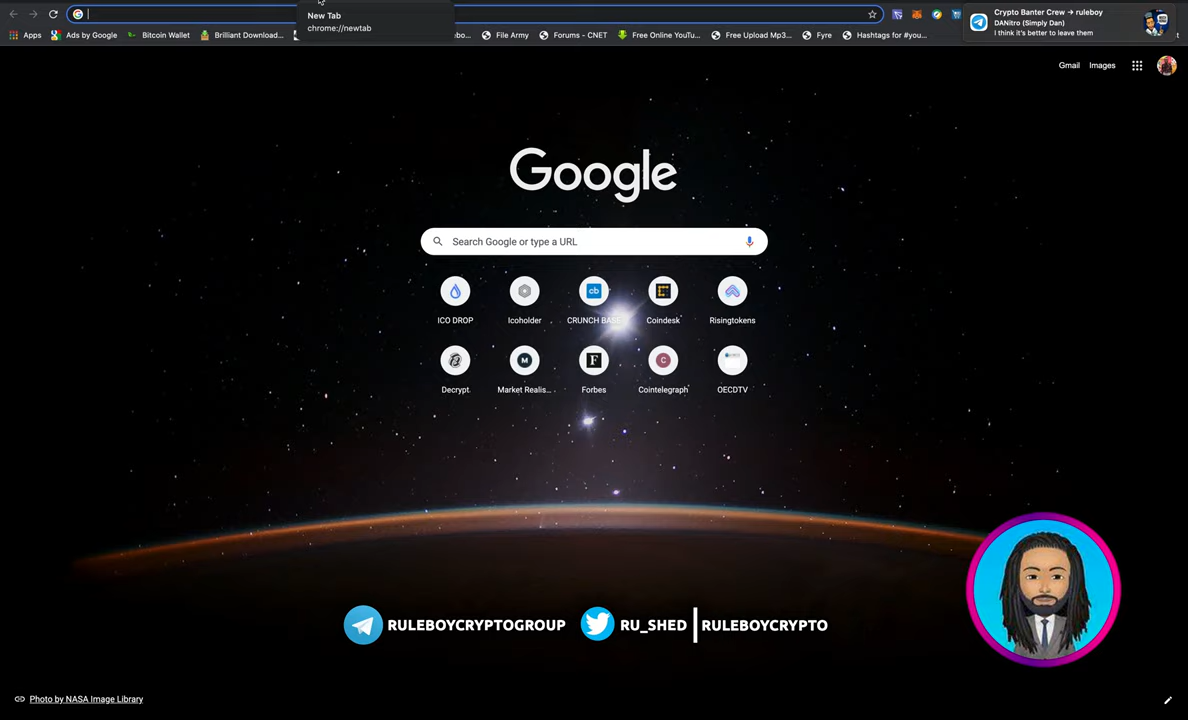 New Tab
chrome://newtab
Crypto Banter Crew → ruleboy
DANitro (Simply Dan)
I think it's better to leave them
Apps
Ads by Google
Bitcoin Wallet
Brilliant Download...
File Army
Forums - CNET
Free Online YouTu...
Free Upload Mp3...
Fyre
Hashtags for #you...
Gmail
Images
Google
Search Google or type a URL
ICO DROP
Icoholder
CRUNCH
Coindesk
Risingtokens
Decrypt
Market Realis...
Forbes
Cointelegraph
OECDTV
RULEBOYCRYPTOGROUP
RU_SHED
RULEBOYCRYPTO
Photo by NASA Image Library